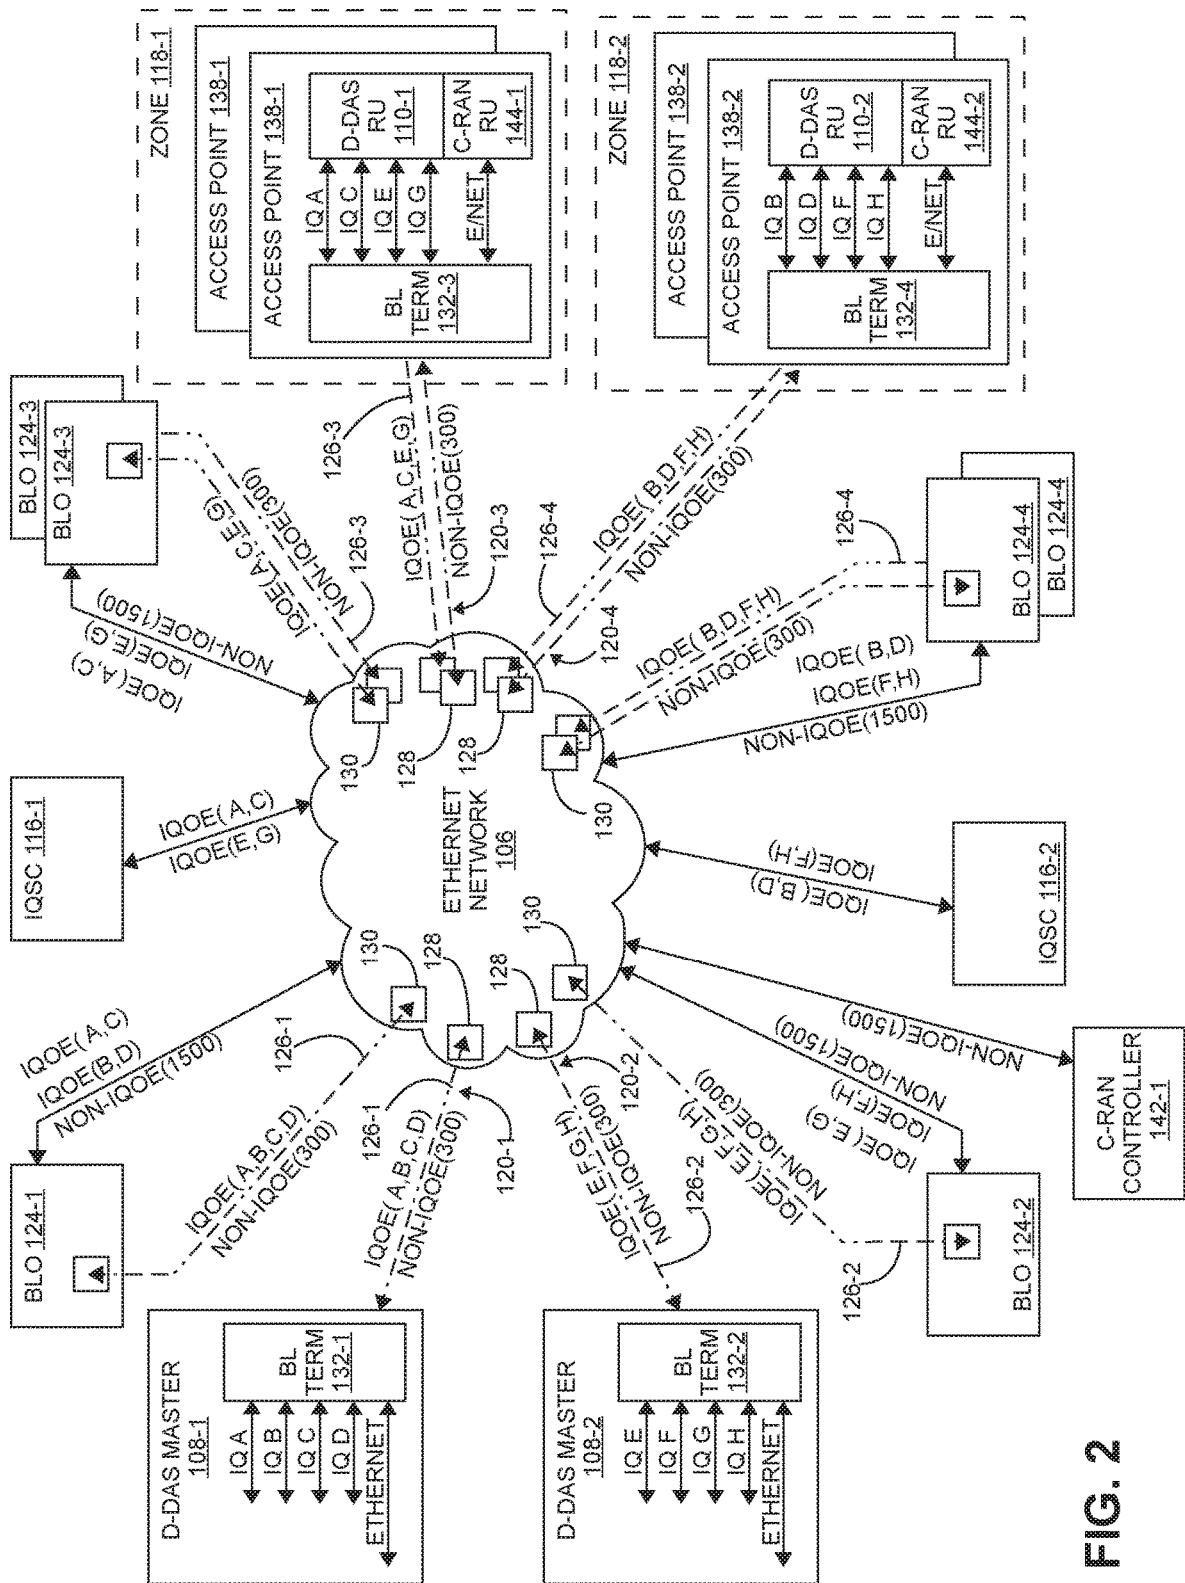 BLO 124-1
IQOE(A,C)
IQOE(B,D)
NON-IQOE(1500)
IQOE(A,B,C,D)
NON-IQOE(300)
126-1
IQSC 116-1
IQOE( A,C)
IQOE(E,G)
BLO 124-3
BLO 124-3
NON-IQOE(1500)
IQOE(E,G)
IQOE( A,C)
IQOE(A,C,E,G)
NON-IQOE(300)
126-3
D-DAS MASTER
108-1
IQ A
IQ B
IQ C
IQ D
ETHERNET
BL
TERM
132-1
IQOE(A,B,C,D)
NON-IQOE(300)
126-1
120-1
130
128
ETHERNET
NETWORK
106
130
128
128
130
128
130
126-3
IQOE( A,C,E,G)
NON-IQOE(300)
120-3
ZONE 118-1
ACCESS POINT 138-1
ACCESS POINT 138-1
BL
TERM
132-3
IQ A
IQ C
IQ E
IQ G
E/NET
D-DAS
RU
110-1
C-RAN
RU
144-1
D-DAS MASTER
108-2
IQ E
IQ F
IQ G
IQ H
ETHERNET
BL
TERM
132-2
IQOE(E,F,G,H)
NON-IQOE(300)
126-2
120-2
126-4
120-4
IQOE( B,D,F,H)
NON-IQOE(300)
ZONE 118-2
ACCESS POINT 138-2
ACCESS POINT 138-2
BL
TERM
132-4
IQ B
IQ D
IQ F
IQ H
E/NET
D-DAS
RU
110-2
C-RAN
RU
144-2
BLO 124-2
126-2
NON-IQOE(300)
IQOE( E,F,G,H)
NON-IQOE(1500)
IQOE(F,H)
IQOE( E,G)
C-RAN
CONTROLLER
142-1
NON-IQOE(1500)
IQSC 116-2
IQOE(F,H)
IQOE( B,D)
IQOE( B,D,F,H)
NON-IQOE(300)
IQOE( B,D)
IQOE(F,H)
NON-IQOE(1500)
126-4
BLO 124-4
BLO 124-4
FIG. 2